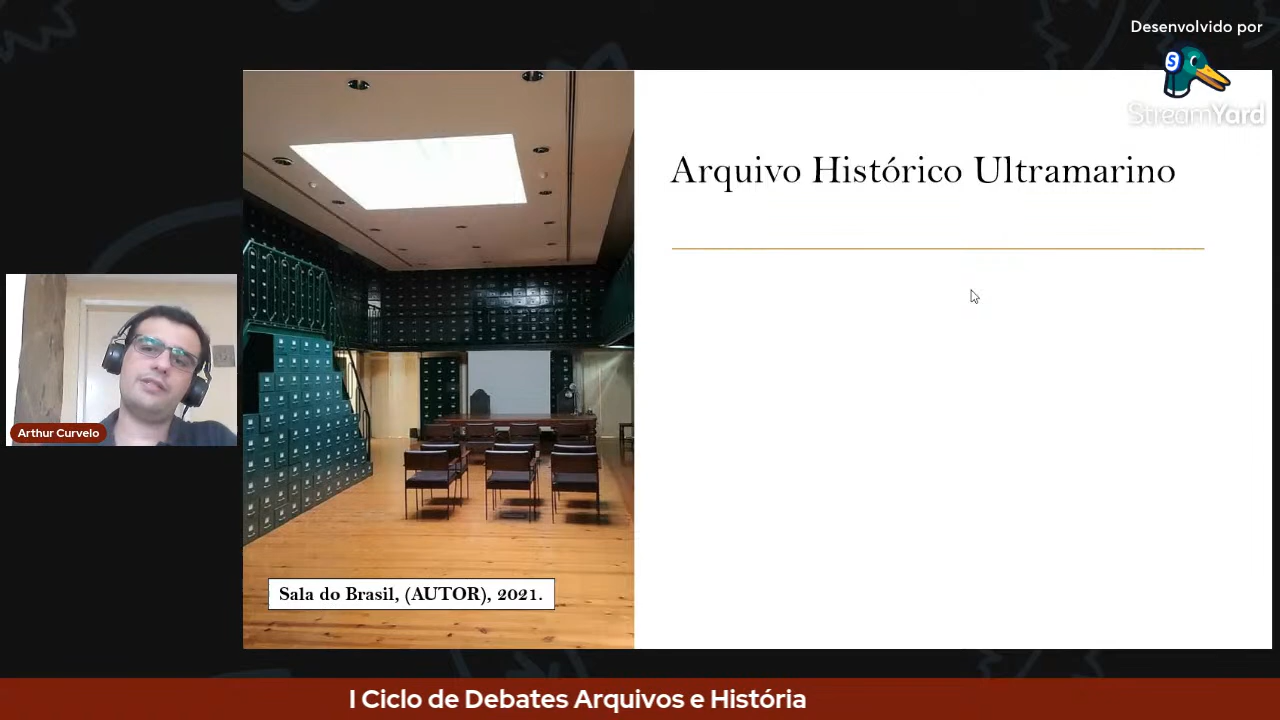 Desenvolvido por
StreamYard
Arquivo Histórico Ultramarino
Arthur Curvelo
Sala do Brasil, (AUTOR), 2021.
I Ciclo de Debates Arquivos e História